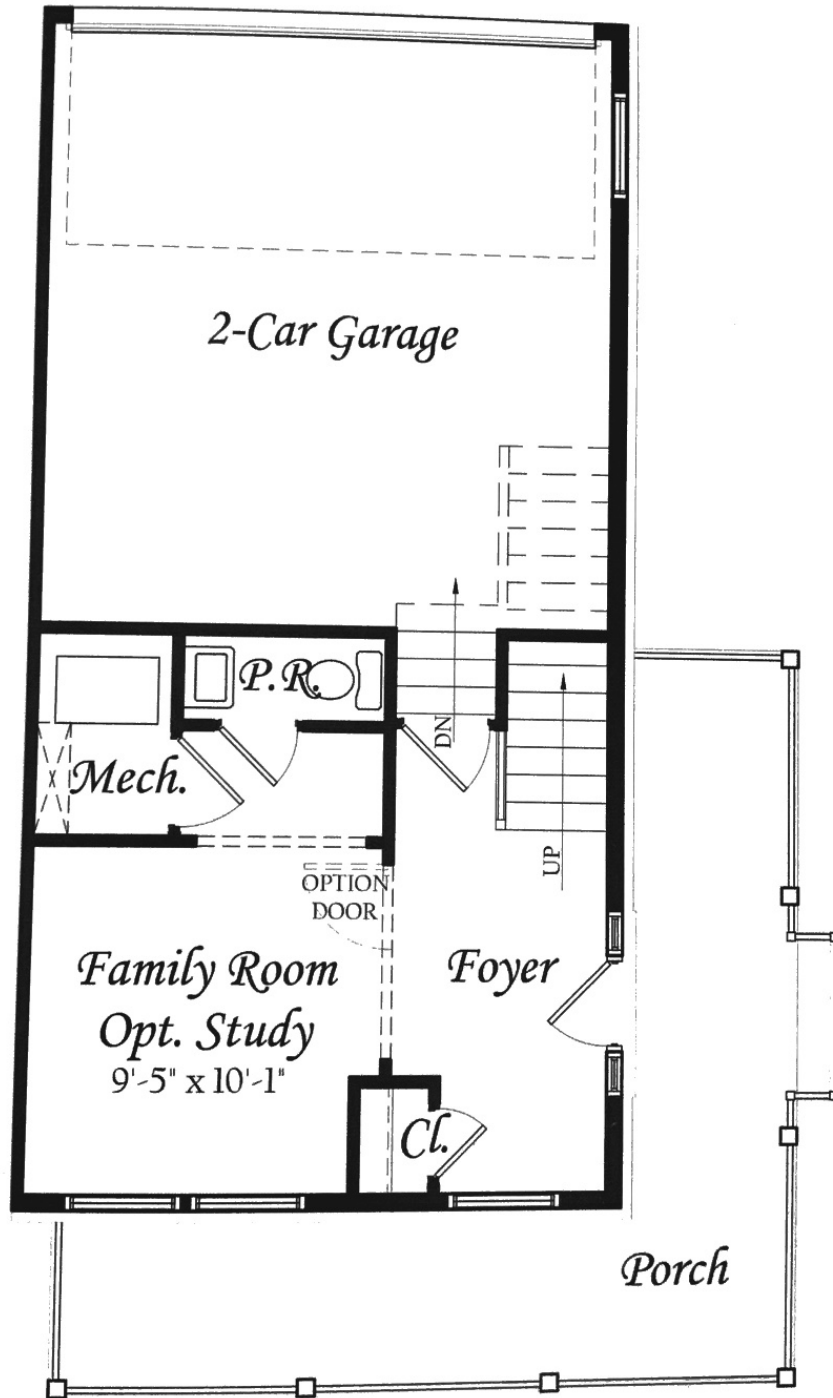 2-Car Garage
P.R.
DN
Mech.
UP
OPTION
DOOR
Family Room
Opt. Study
9'-5" x 10'-1"
Foyer
Cl.
Porch